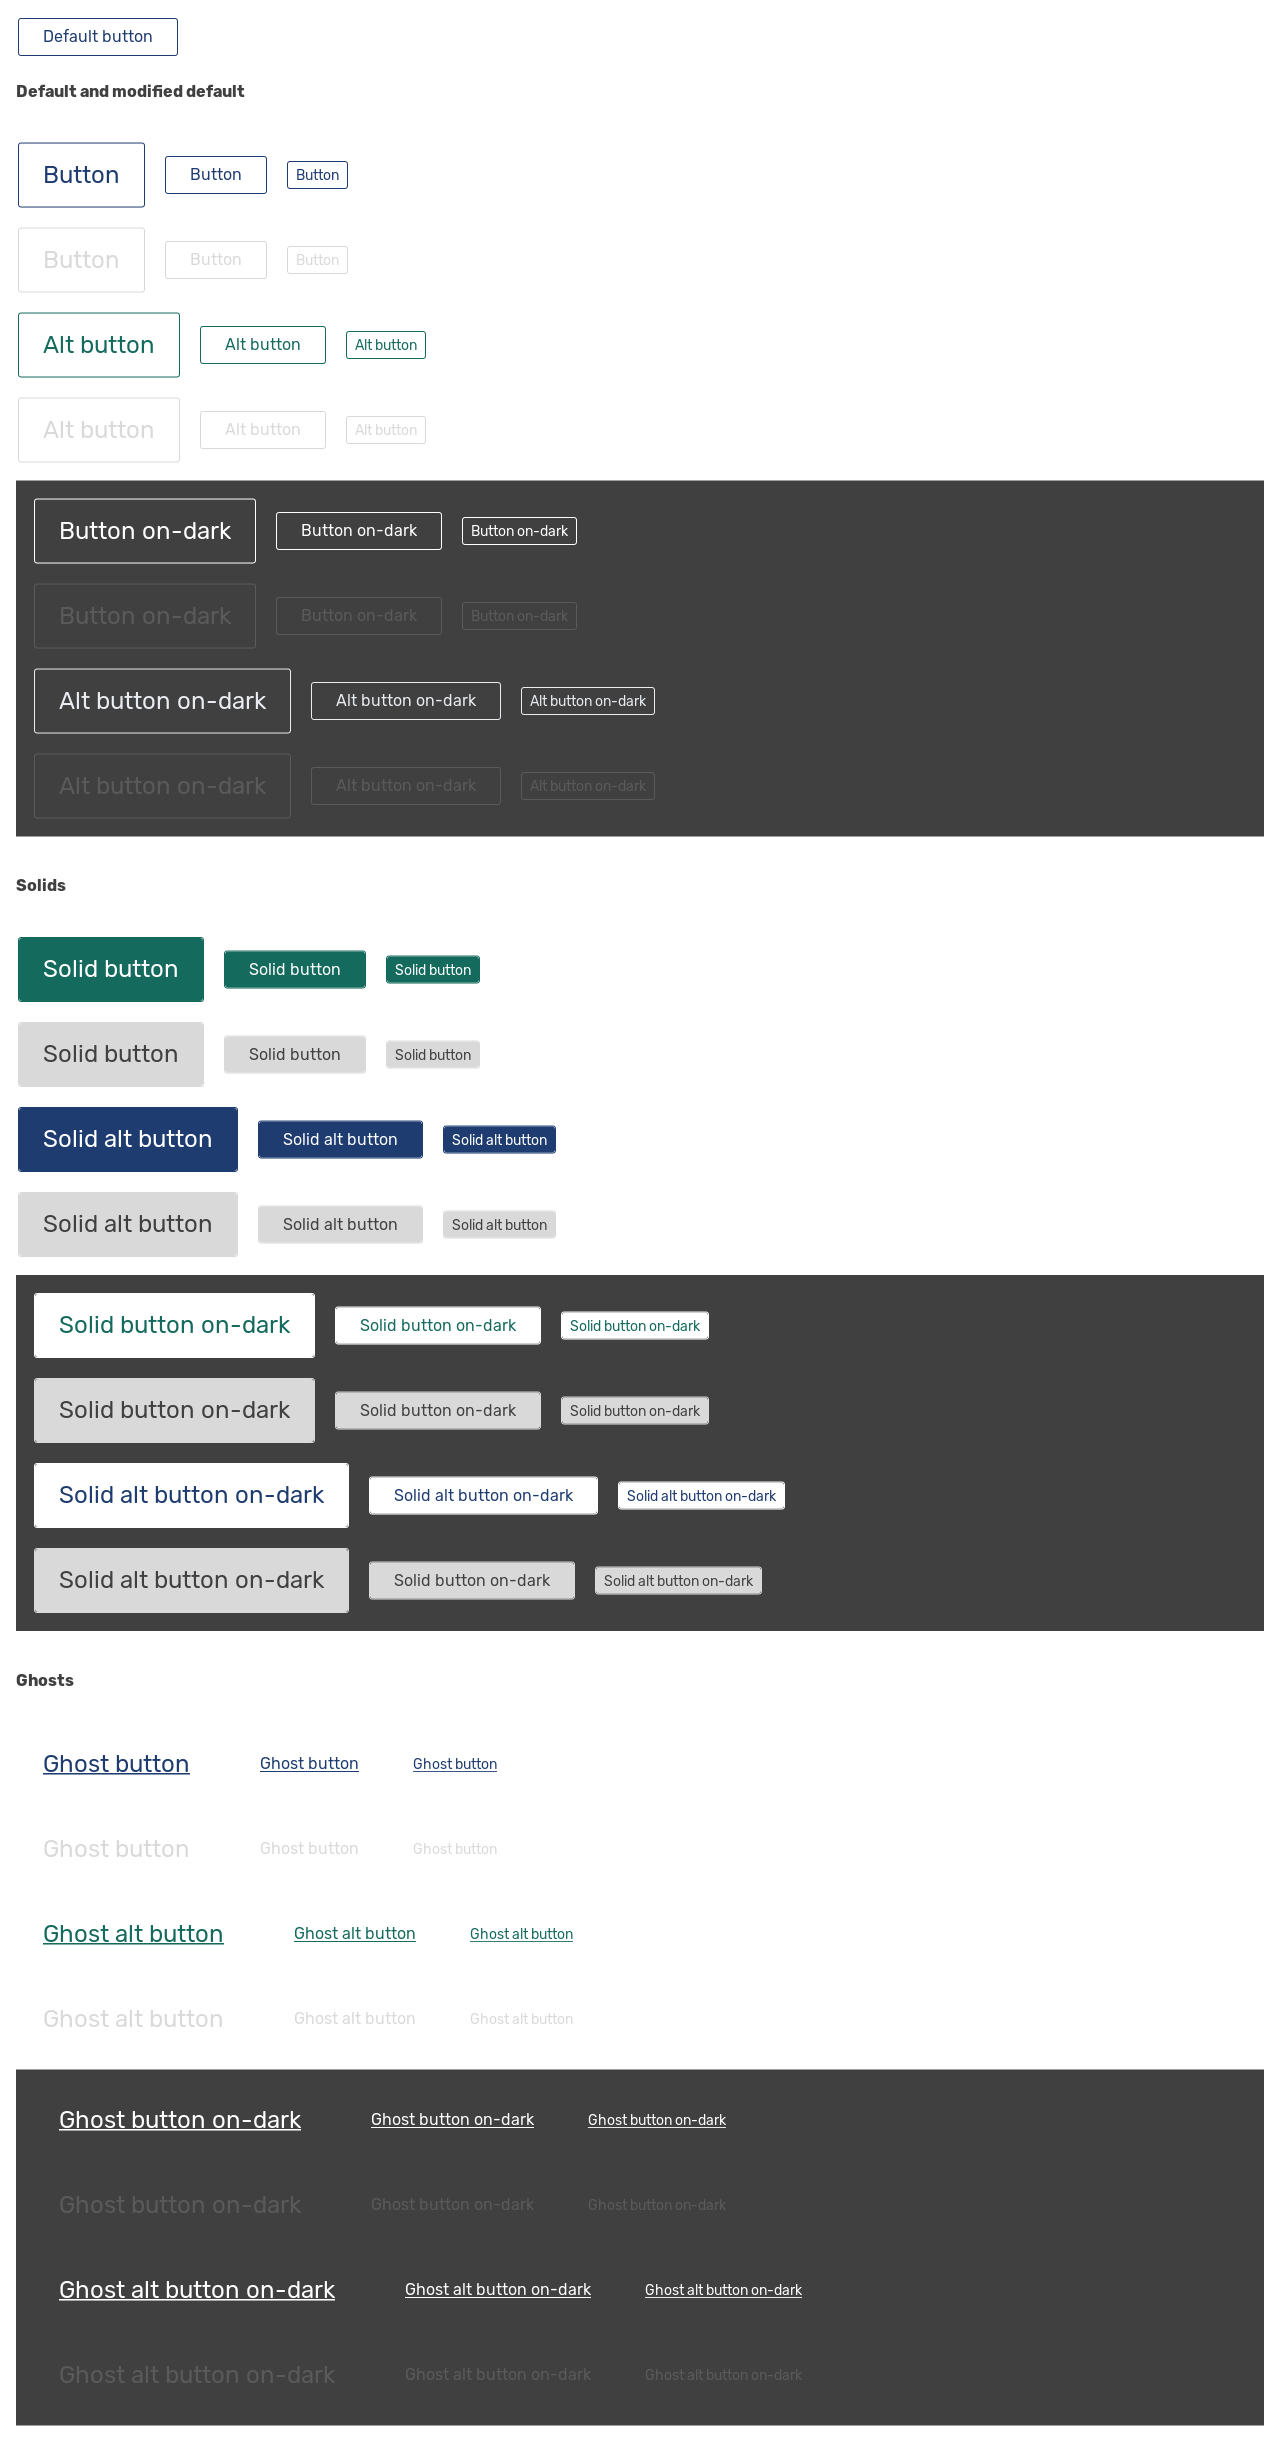 Default button
Default and modified default
Button Button Button
Button Button Button
Alt button Alt button Alt button
Alt button Alt button Alt button
Button on-dark Button on-dark Button on-dark
Button on-dark Button on-dark Button on-dark
Alt button on-dark Alt button on-dark Alt button on-dark
Alt button on-dark Alt button on-dark Alt button on-dark
Solids
Solid button Solid button Solid button
Solid button Solid button Solid button
Solid alt button Solid alt button Solid alt button
Solid alt button Solid alt button Solid alt button
Solid button on-dark Solid button on-dark Solid button on-dark
Solid button on-dark Solid button on-dark Solid button on-dark
Solid alt button on-dark Solid alt button on-dark Solid alt button on-dark
Solid alt button on-dark Solid button on-dark Solid alt button on-dark
Ghosts
Ghost button Ghost button Ghost button
Ghost button Ghost button Ghost button
Ghost alt button Ghost alt button Ghost alt button
Ghost alt button Ghost alt button Ghost alt button
Ghost button on-dark Ghost button on-dark Ghost button on-dark
Ghost button on-dark Ghost button on-dark Ghost button on-dark
Ghost alt button on-dark Ghost alt button on-dark Ghost alt button on-dark
Ghost alt button on-dark Ghost alt button on-dark Ghost alt button on-dark